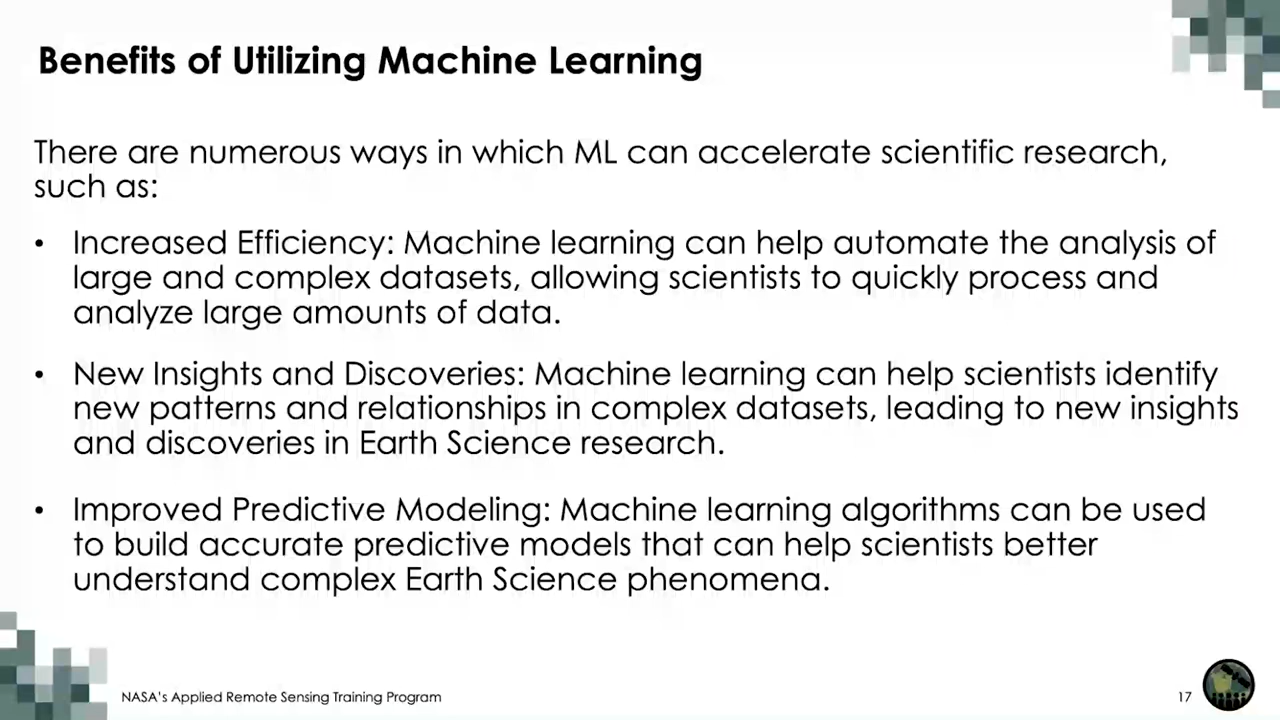 Benefits of Utilizing Machine Learning
There are numerous ways in which ML can accelerate scientific research,
such as:
• Increased Efficiency: Machine learning can help automate the analysis of
large and complex datasets, allowing scientists to quickly process and
analyze large amounts of data.
• New Insights and Discoveries: Machine learning can help scientists identify
new patterns and relationships in complex datasets, leading to new insights
and discoveries in Earth Science research.
• Improved Predictive Modeling: Machine learning algorithms can be used
to build accurate predictive models that can help scientists better
understand complex Earth Science phenomena.
NASA's Applied Remote Sensing Training Program
17